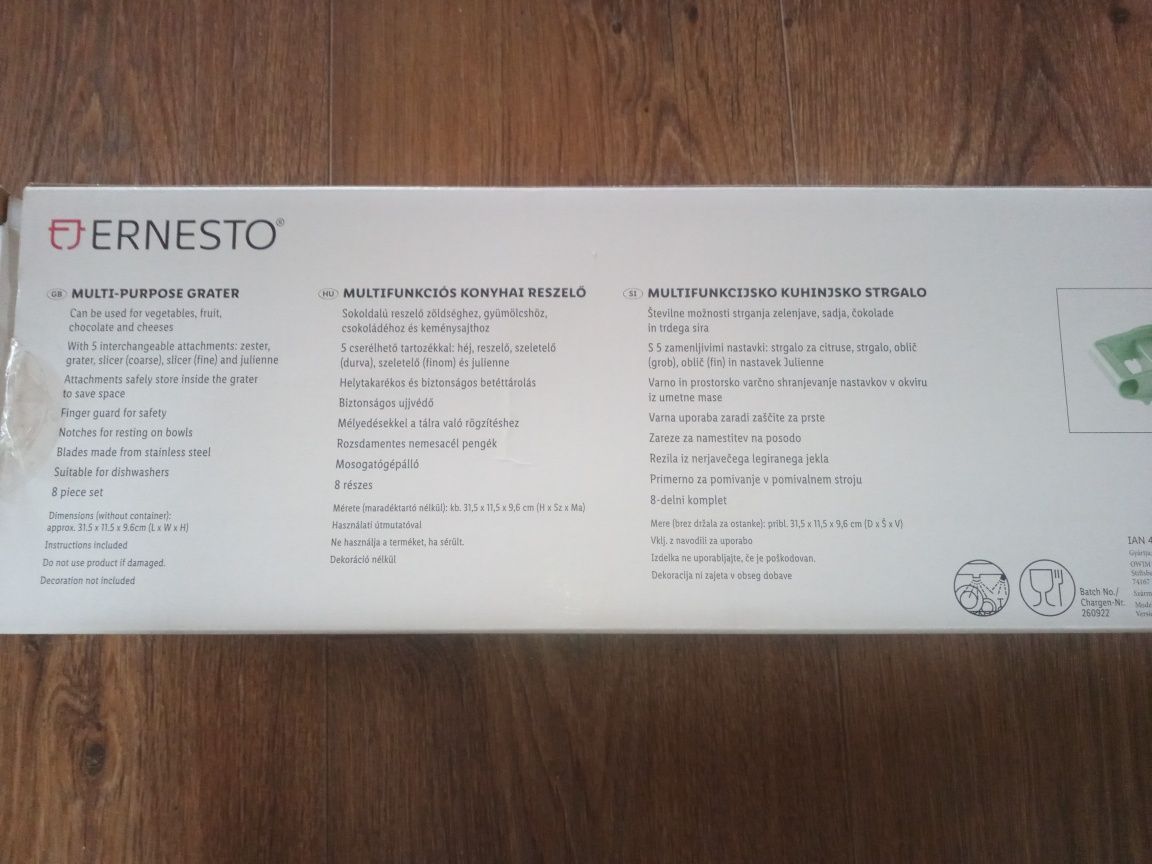 ERNESTO®
GB MULTI-PURPOSE GRATER
Can be used for vegetables, fruit,
chocolate and cheeses
With 5 interchangeable attachments: zester,
grater, slicer (coarse), slicer (fine) and julienne
Attachments safely store inside the grater
to save space
Finger guard for safety
Notches for resting on bowls
Blades made from stainless steel
Suitable for dishwashers
8 piece set
Dimensions (without container):
approx. 31.5 x 11.5 x 9.6cm (L x W x H)
Instructions included
Do not use product if damaged.
Decoration not included
HU MULTIFUNKCIÓS KONYHAI RESZELŐ
Sokoldalú reszelő zöldséghez, gyümölcshöz,
csokoládéhoz és keménysajthoz
5 cserélhető tartozékkal: héj, reszelő, szeletelő
(durva), szeletelő (finom) és julienne
Helytakarékos és biztonságos betéttárolás
Biztonságos ujjvédő
Mélyedésekkel a tálra való rögzítéshez
Rozsdamentes nemesacél pengék
Mosogatógépálló
8 részes
Mérete (maradéktartó nélkül): kb. 31,5 x 11,5 x 9,6 cm (H x Sz x Ma)
Használati útmutatóval
Ne használja a terméket, ha sérült.
Dekoráció nélkül
SI MULTIFUNKCIJSKO KUHINJSKO STRGALO
Številne možnosti strganja zelenjave, sadja, čokolade
in trdega sira
S 5 zamenljivimi nastavki: strgalo za citruse, strgalo, oblič
(grob), oblič (fin) in nastavek Julienne
Varno in prostorsko varčno shranjevanje nastavkov v okviru
iz umetne mase
Varna uporaba zaradi zaščite za prste
Zareze za namestitev na posodo
Rezila iz nerjavečega legiranega jekla
Primerno za pomivanje v pomivalnem stroju
8-delni komplet
Mere (brez držala za ostanke): pribl. 31,5 x 11,5 x 9,6 cm (D x Š x V)
Vklj. z navodili za uporabo
Izdelka ne uporabljajte, če je poškodovan.
Dekoracija ni zajeta v obseg dobave
Batch No./
Chargen-Nr.
260922
IAN 4
Gyártja
OWIM
74167